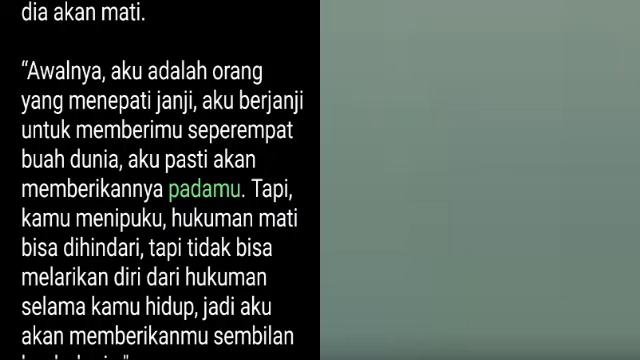 dia akan mati.
“Awalnya, aku adalah orang
yang menepati janji, aku berjanji
untuk memberimu seperempat
buah dunia, aku pasti akan
memberikannya padamu. Tapi,
kamu menipuku, hukuman mati
bisa dihindari, tapi tidak bisa
melarikan diri dari hukuman
selama kamu hidup, jadi aku
akan memberikanmu sembilan